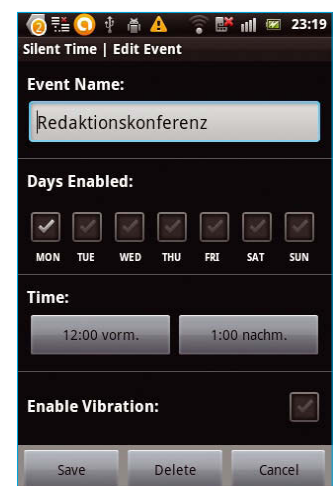 23:19
Silent Time | Edit Event
Event Name:
Redaktionskonferenz
Days Enabled:
MON TUE WED THU FRI SAT SUN
Time:
12:00 vorm. 1:00 nachm.
Enable Vibration:
Save Delete Cancel